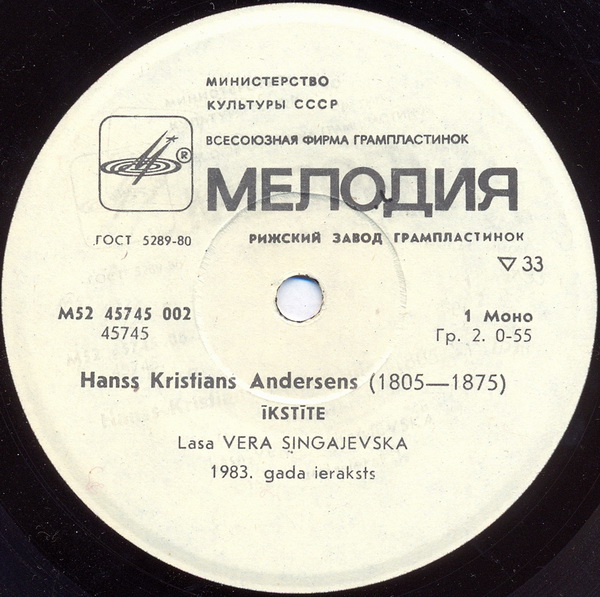 МИНИСТЕРСТВО
КУЛЬТУРЫ СССР
ВСЕСОЮЗНАЯ ФИРМА ГРАМПЛАСТИНОК
®
МЕЛОДИЯ
ГОСТ 5289-80
РИЖСКИЙ ЗАВОД ГРАМПЛАСТИНОК
▽ 33
М52 45745 002
45745
1 Моно
Гр. 2. 0-55
Hanss Kristians Andersens (1805—1875)
ĪKSTĪTE
Lasa VERA SINGAJEVSKA
1983. gada ieraksts